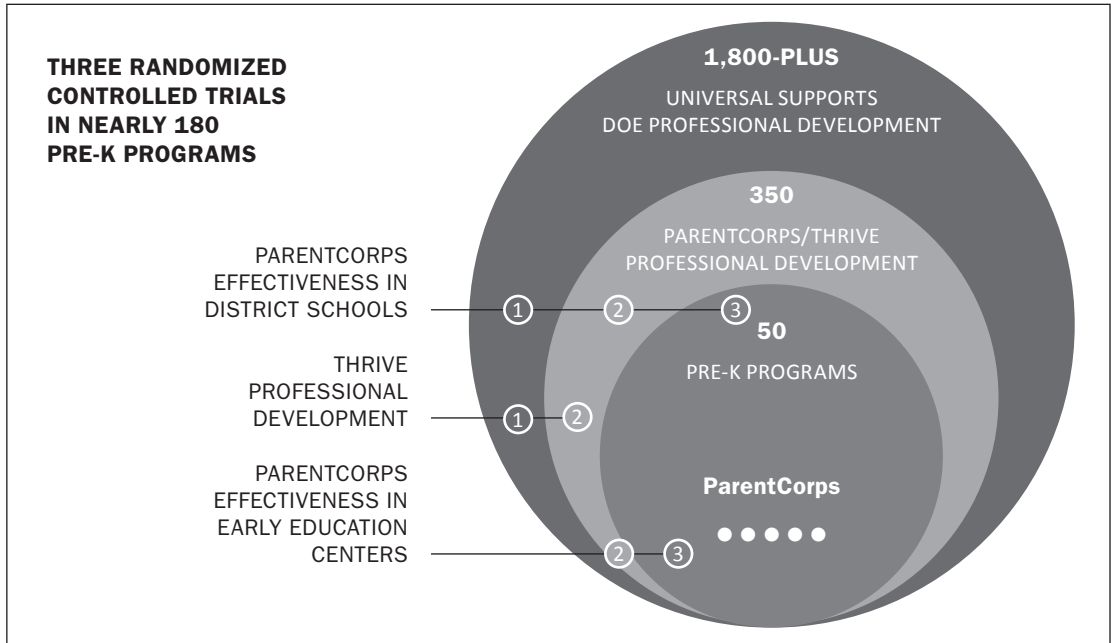 THREE RANDOMIZED
CONTROLLED TRIALS
IN NEARLY 180
PRE-K PROGRAMS
1,800-PLUS
UNIVERSAL SUPPORTS
DOE PROFESSIONAL DEVELOPMENT
350
PARENTCORPS/THRIVE
PROFESSIONAL DEVELOPMENT
PARENTCORPS
EFFECTIVENESS IN
DISTRICT SCHOOLS
1 2 3
50
PRE-K PROGRAMS
THRIVE
PROFESSIONAL
DEVELOPMENT
1 2
PARENTCORPS
EFFECTIVENESS IN
EARLY EDUCATION
CENTERS
2 3
ParentCorps